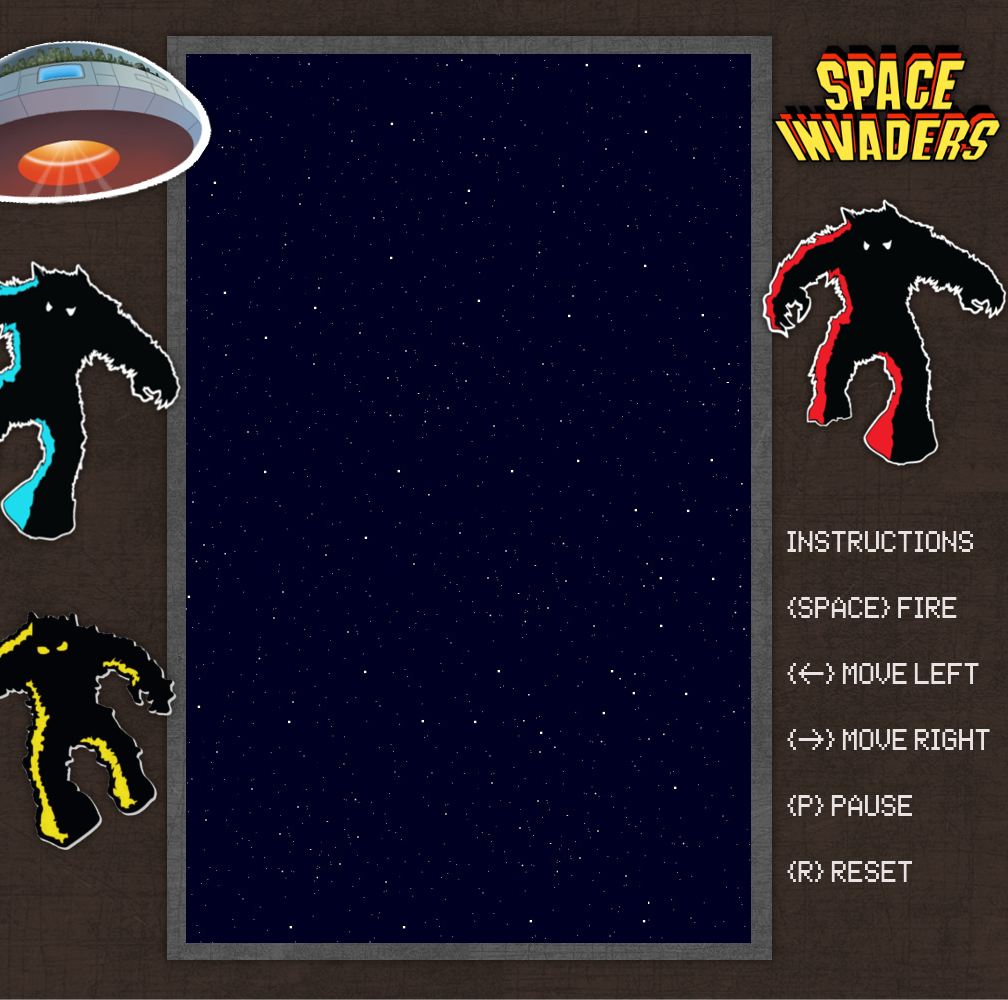 SPACE
INVADERS
INSTRUCTIONS
(SPACE) FIRE
(←) MOVE LEFT
(→) MOVE RIGHT
(P) PAUSE
(R) RESET